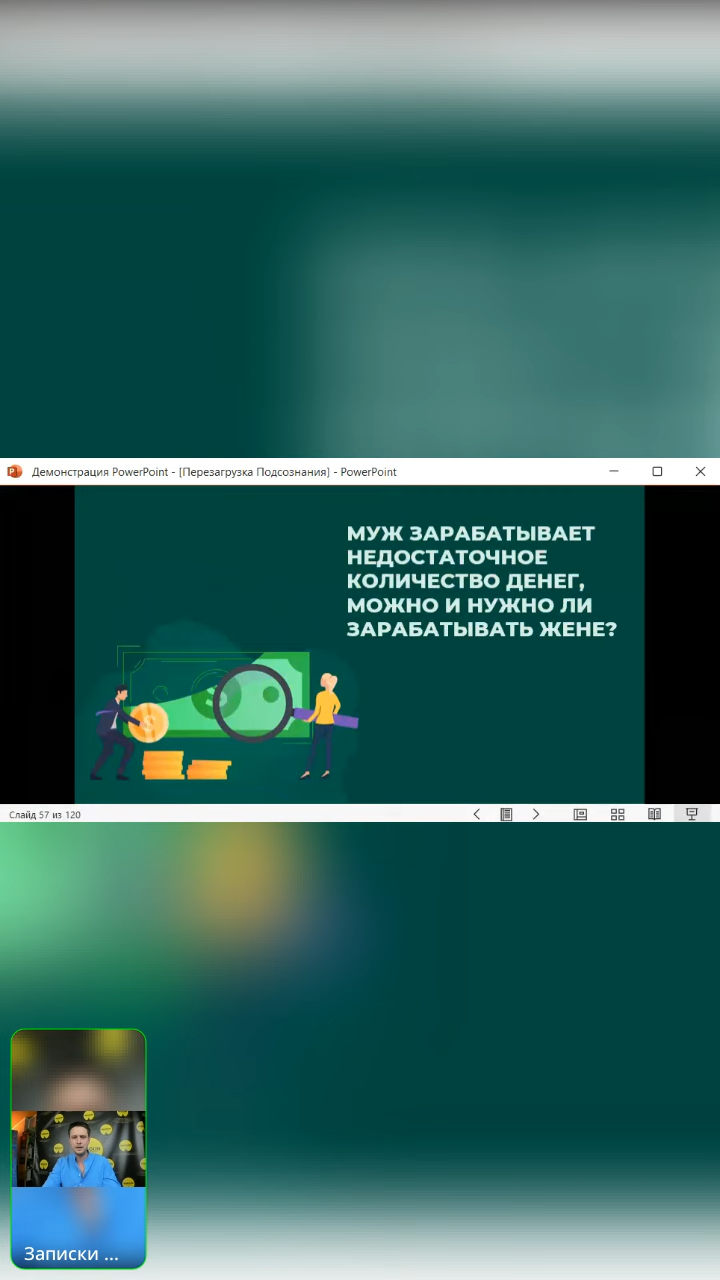 Демонстрация PowerPoint - [Перезагрузка Подсознания] - PowerPoint
МУЖ ЗАРАБАТЫВАЕТ
НЕДОСТАТОЧНОЕ
КОЛИЧЕСТВО ДЕНЕГ,
МОЖНО И НУЖНО ЛИ
ЗАРАБАТЫВАТЬ ЖЕНЕ?
Слайд 57 из 120
Записки ...